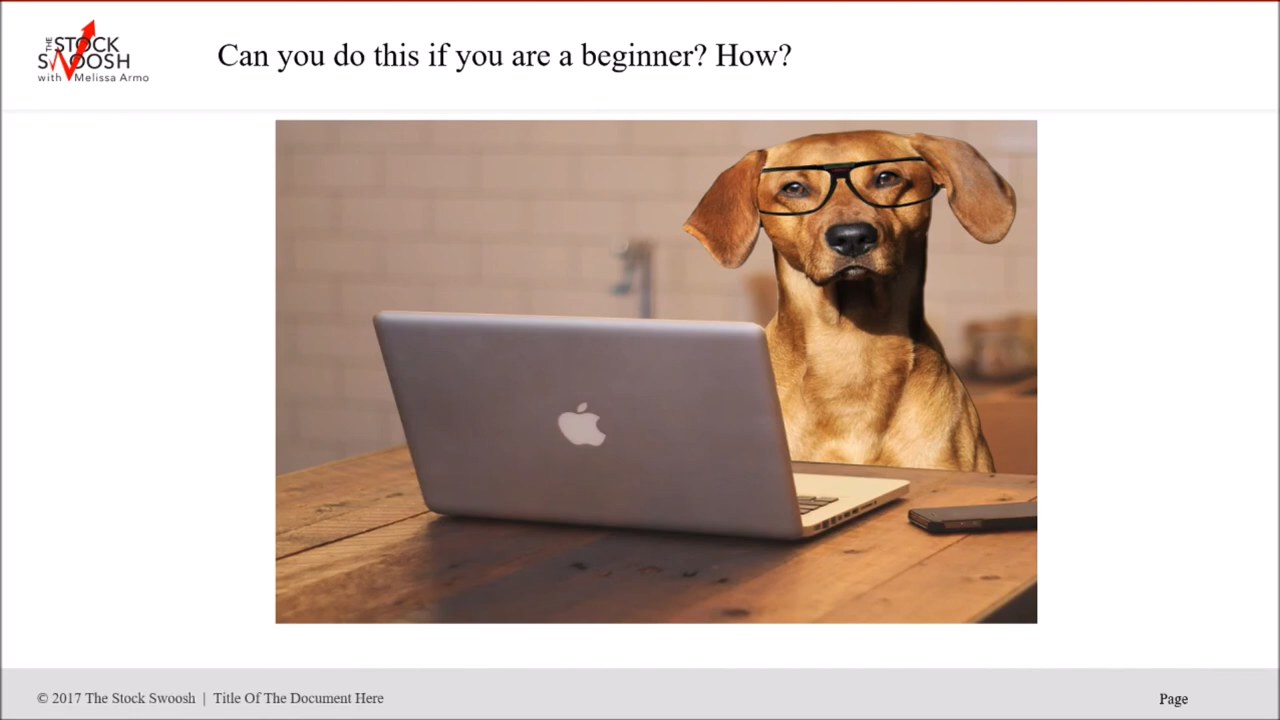 THE
STOCK
SWOOSH
with Melissa Armo
Can you do this if you are a beginner? How?
© 2017 The Stock Swoosh | Title Of The Document Here
Page